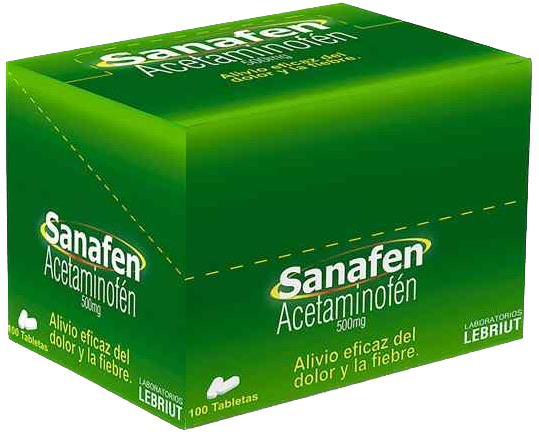 Sanafen
Acetaminofén
500mg
Alivio eficaz del
dolor y la fiebre.
Sanafen
Acetaminofén
500mg
Alivio eficaz del
dolor y la fiebre.
100 Tabletas
LABORATORIOS
LEBRIUT
Sanafen
Acetaminofén
500mg
Alivio eficaz del
dolor y la fiebre.
100 Tabletas
LABORATORIOS
LEBRIUT